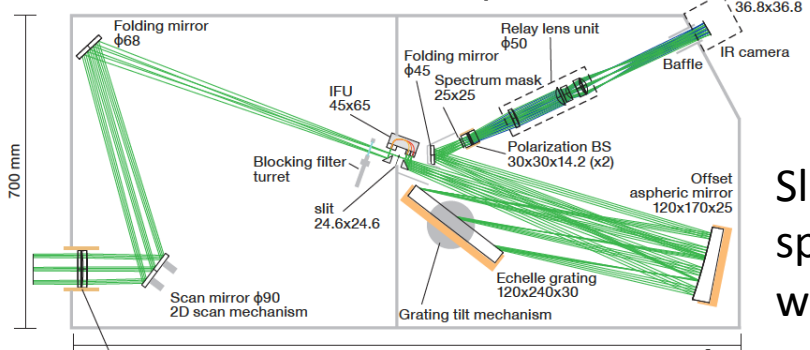 36.8x36.8
Folding mirror
ϕ68
Relay lens unit
ϕ50
IR camera
Baffle
Folding mirror
ϕ45
Spectrum mask
25x25
IFU
45x65
Blocking filter
turret
Polarization BS
30x30x14.2 (x2)
Offset
aspheric mirror
120x170x25
slit
24.6x24.6
700 mm
Echelle grating
120x240x30
Scan mirror ϕ90
2D scan mechanism
Grating tilt mechanism
Sl
sp
w